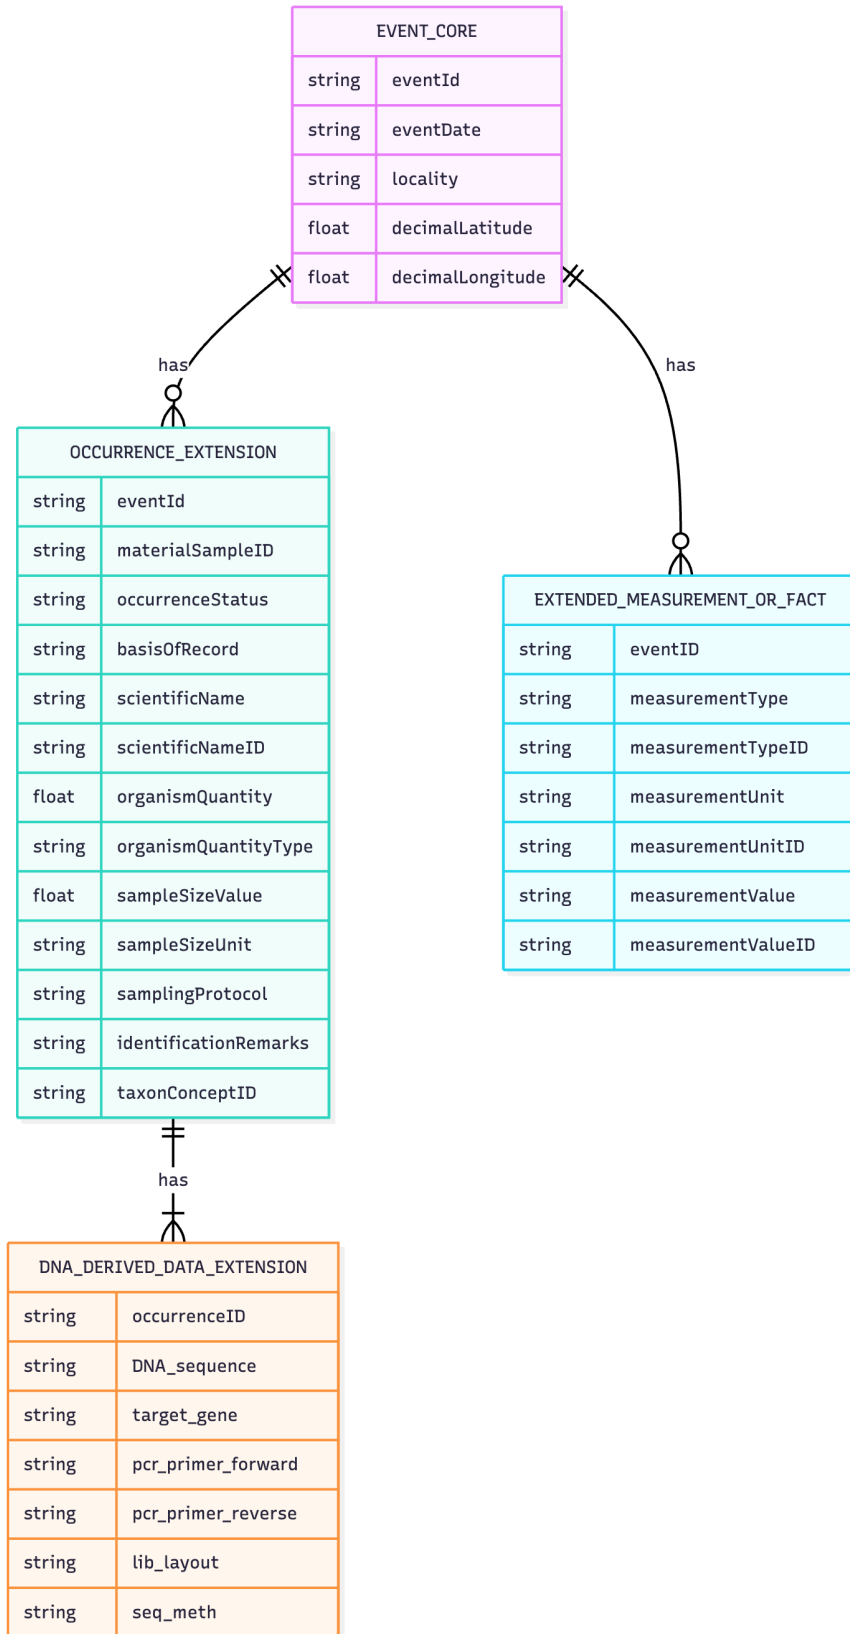 EVENT_CORE
string eventId
string eventDate
string locality
float decimalLatitude
float decimalLongitude
has
has
OCCURRENCE_EXTENSION
string eventId
string materialSampleID
string occurrenceStatus
string basisOfRecord
string scientificName
string scientificNameID
float organismQuantity
string organismQuantityType
float sampleSizeValue
string sampleSizeUnit
string samplingProtocol
string identificationRemarks
string taxonConceptID
EXTENDED_MEASUREMENT_OR_FACT
string eventID
string measurementType
string measurementTypeID
string measurementUnit
string measurementUnitID
string measurementValue
string measurementValueID
has
DNA_DERIVED_DATA_EXTENSION
string occurrenceID
string DNA_sequence
string target_gene
string pcr_primer_forward
string pcr_primer_reverse
string lib_layout
string seq_meth